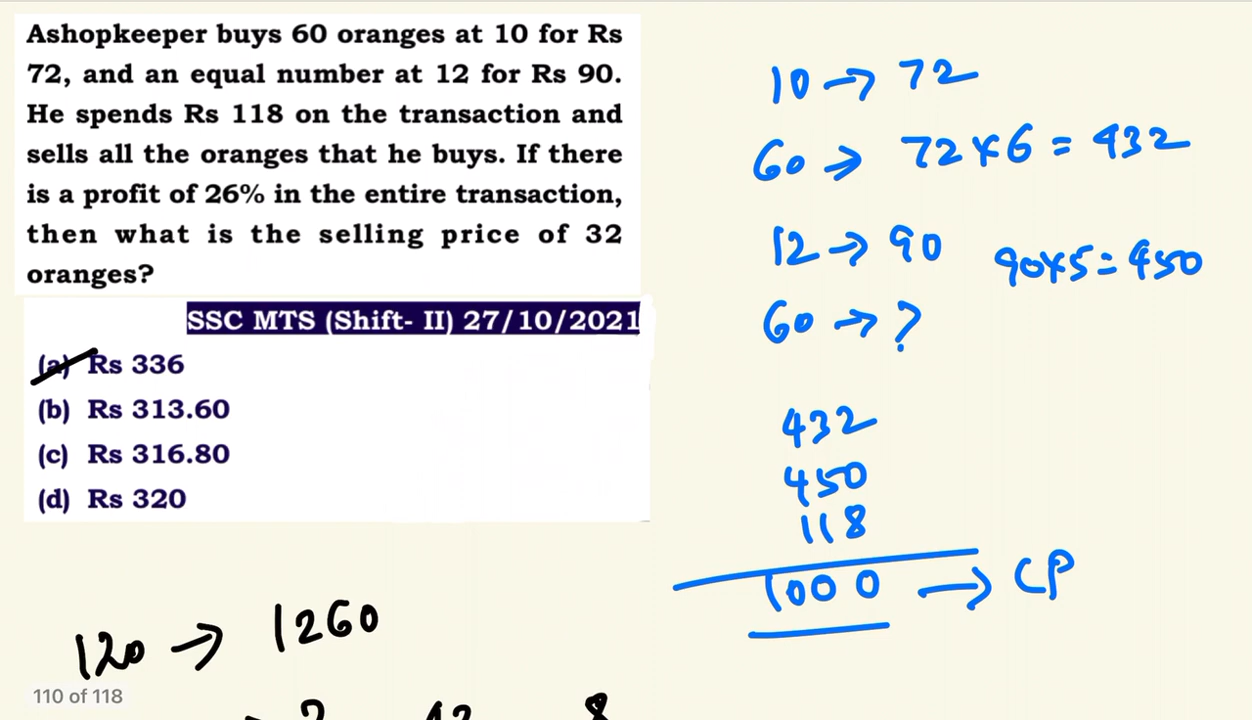 Ashopkeeper buys 60 oranges at 10 for Rs
72, and an equal number at 12 for Rs 90.
He spends Rs 118 on the transaction and
sells all the oranges that he buys. If there
is a profit of 26% in the entire transaction,
then what is the selling price of 32
oranges?
SSC MTS (Shift- II) 27/10/2021
(a) Rs 336
(b) Rs 313.60
(c) Rs 316.80
(d) Rs 320
10 → 72
60 → 72×6 = 432
12 → 90
90×5 = 450
60 → ?
432
450
118
1000 → CP
120 → 1260
110 of 118